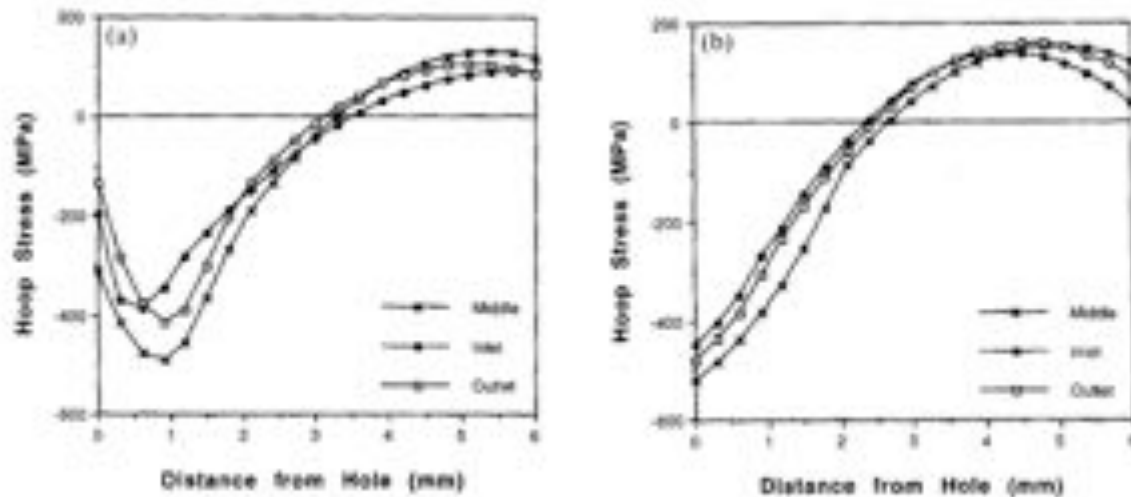 (a)
200
0
-200
-400
-600
0 1 2 3 4 5 6
Hoop Stress (MPa)
Distance from Hole (mm)
Middle
Inlet
Outlet
(b)
200
0
-200
-400
-600
0 1 2 3 4 5
Hoop Stress (MPa)
Distance from Hole (mm)
Middle
Inlet
Outlet